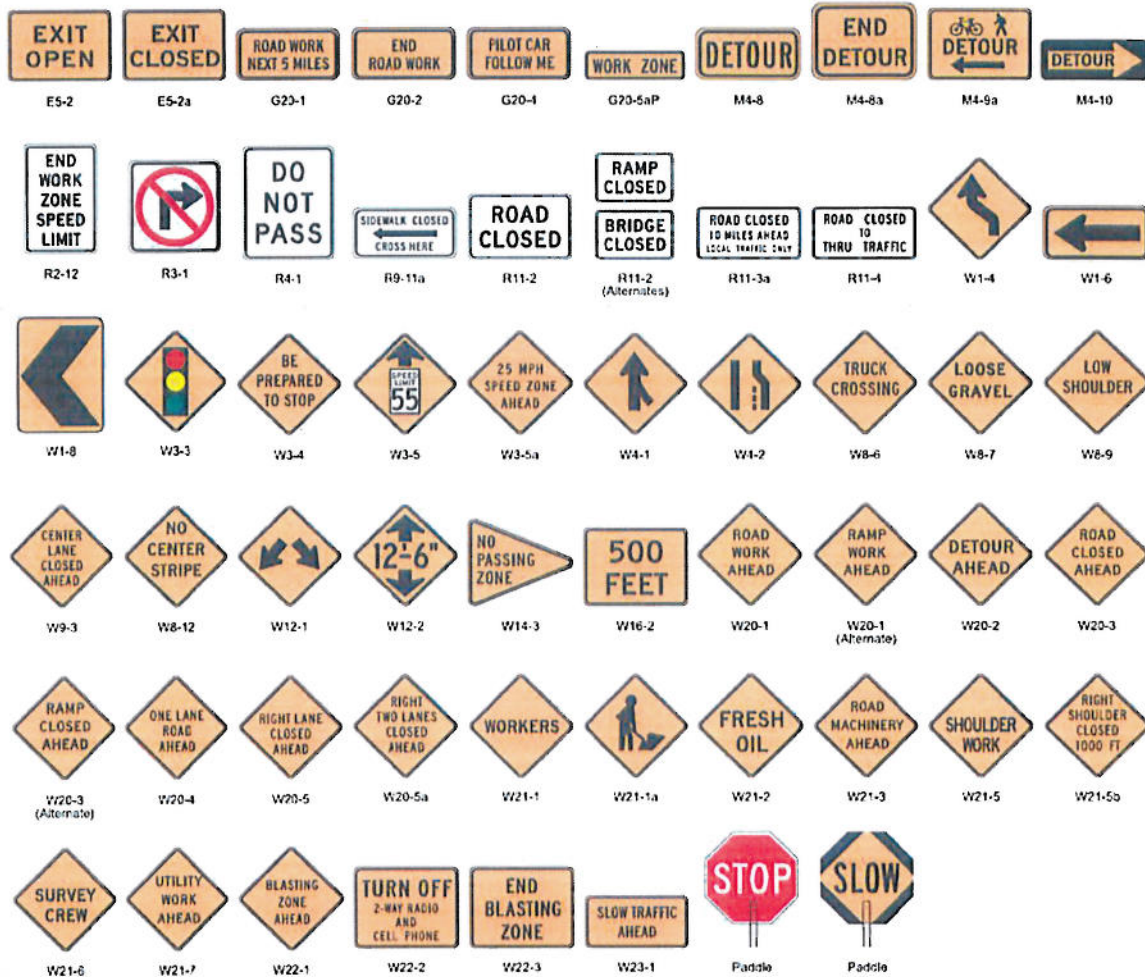 EXIT
OPEN
E5-2
EXIT
CLOSED
E5-2a
ROAD WORK
NEXT 5 MILES
G20-1
END
ROAD WORK
G20-2
PILOT CAR
FOLLOW ME
G20-4
WORK ZONE
G20-5aP
DETOUR
M4-8
END
DETOUR
M4-8a
DETOUR
M4-9a
DETOUR
M4-10
END
WORK
ZONE
SPEED
LIMIT
R2-12
R3-1
DO
NOT
PASS
R4-1
SIDEWALK CLOSED
CROSS HERE
R9-11a
ROAD
CLOSED
R11-2
RAMP
CLOSED
BRIDGE
CLOSED
R11-2
(Alternates)
ROAD CLOSED
10 MILES AHEAD
LOCAL TRAFFIC ONLY
R11-3a
ROAD CLOSED
TO
THRU TRAFFIC
R11-4
W1-4
W1-6
W1-8
W3-3
BE
PREPARED
TO STOP
W3-4
SPEED
LIMIT
55
W3-5
25 MPH
SPEED ZONE
AHEAD
W3-5a
W4-1
W4-2
TRUCK
CROSSING
W8-6
LOOSE
GRAVEL
W8-7
LOW
SHOULDER
W8-9
CENTER
LANE
CLOSED
AHEAD
W9-3
NO
CENTER
STRIPE
W8-12
W12-1
12'-6"
W12-2
NO
PASSING
ZONE
W14-3
500
FEET
W16-2
ROAD
WORK
AHEAD
W20-1
RAMP
WORK
AHEAD
W20-1
(Alternate)
DETOUR
AHEAD
W20-2
ROAD
CLOSED
AHEAD
W20-3
RAMP
CLOSED
AHEAD
W20-3
(Alternate)
ONE LANE
ROAD
AHEAD
W20-4
RIGHT LANE
CLOSED
AHEAD
W20-5
RIGHT
TWO LANES
CLOSED
AHEAD
W20-5a
WORKERS
W21-1
W21-1a
FRESH
OIL
W21-2
ROAD
MACHINERY
AHEAD
W21-3
SHOULDER
WORK
W21-5
RIGHT
SHOULDER
CLOSED
1000 FT
W21-5b
SURVEY
CREW
W21-6
UTILITY
WORK
AHEAD
W21-7
BLASTING
ZONE
AHEAD
W22-1
TURN OFF
2-WAY RADIO
AND
CELL PHONE
W22-2
END
BLASTING
ZONE
W22-3
SLOW TRAFFIC
AHEAD
W23-1
STOP
Paddle
SLOW
Paddle